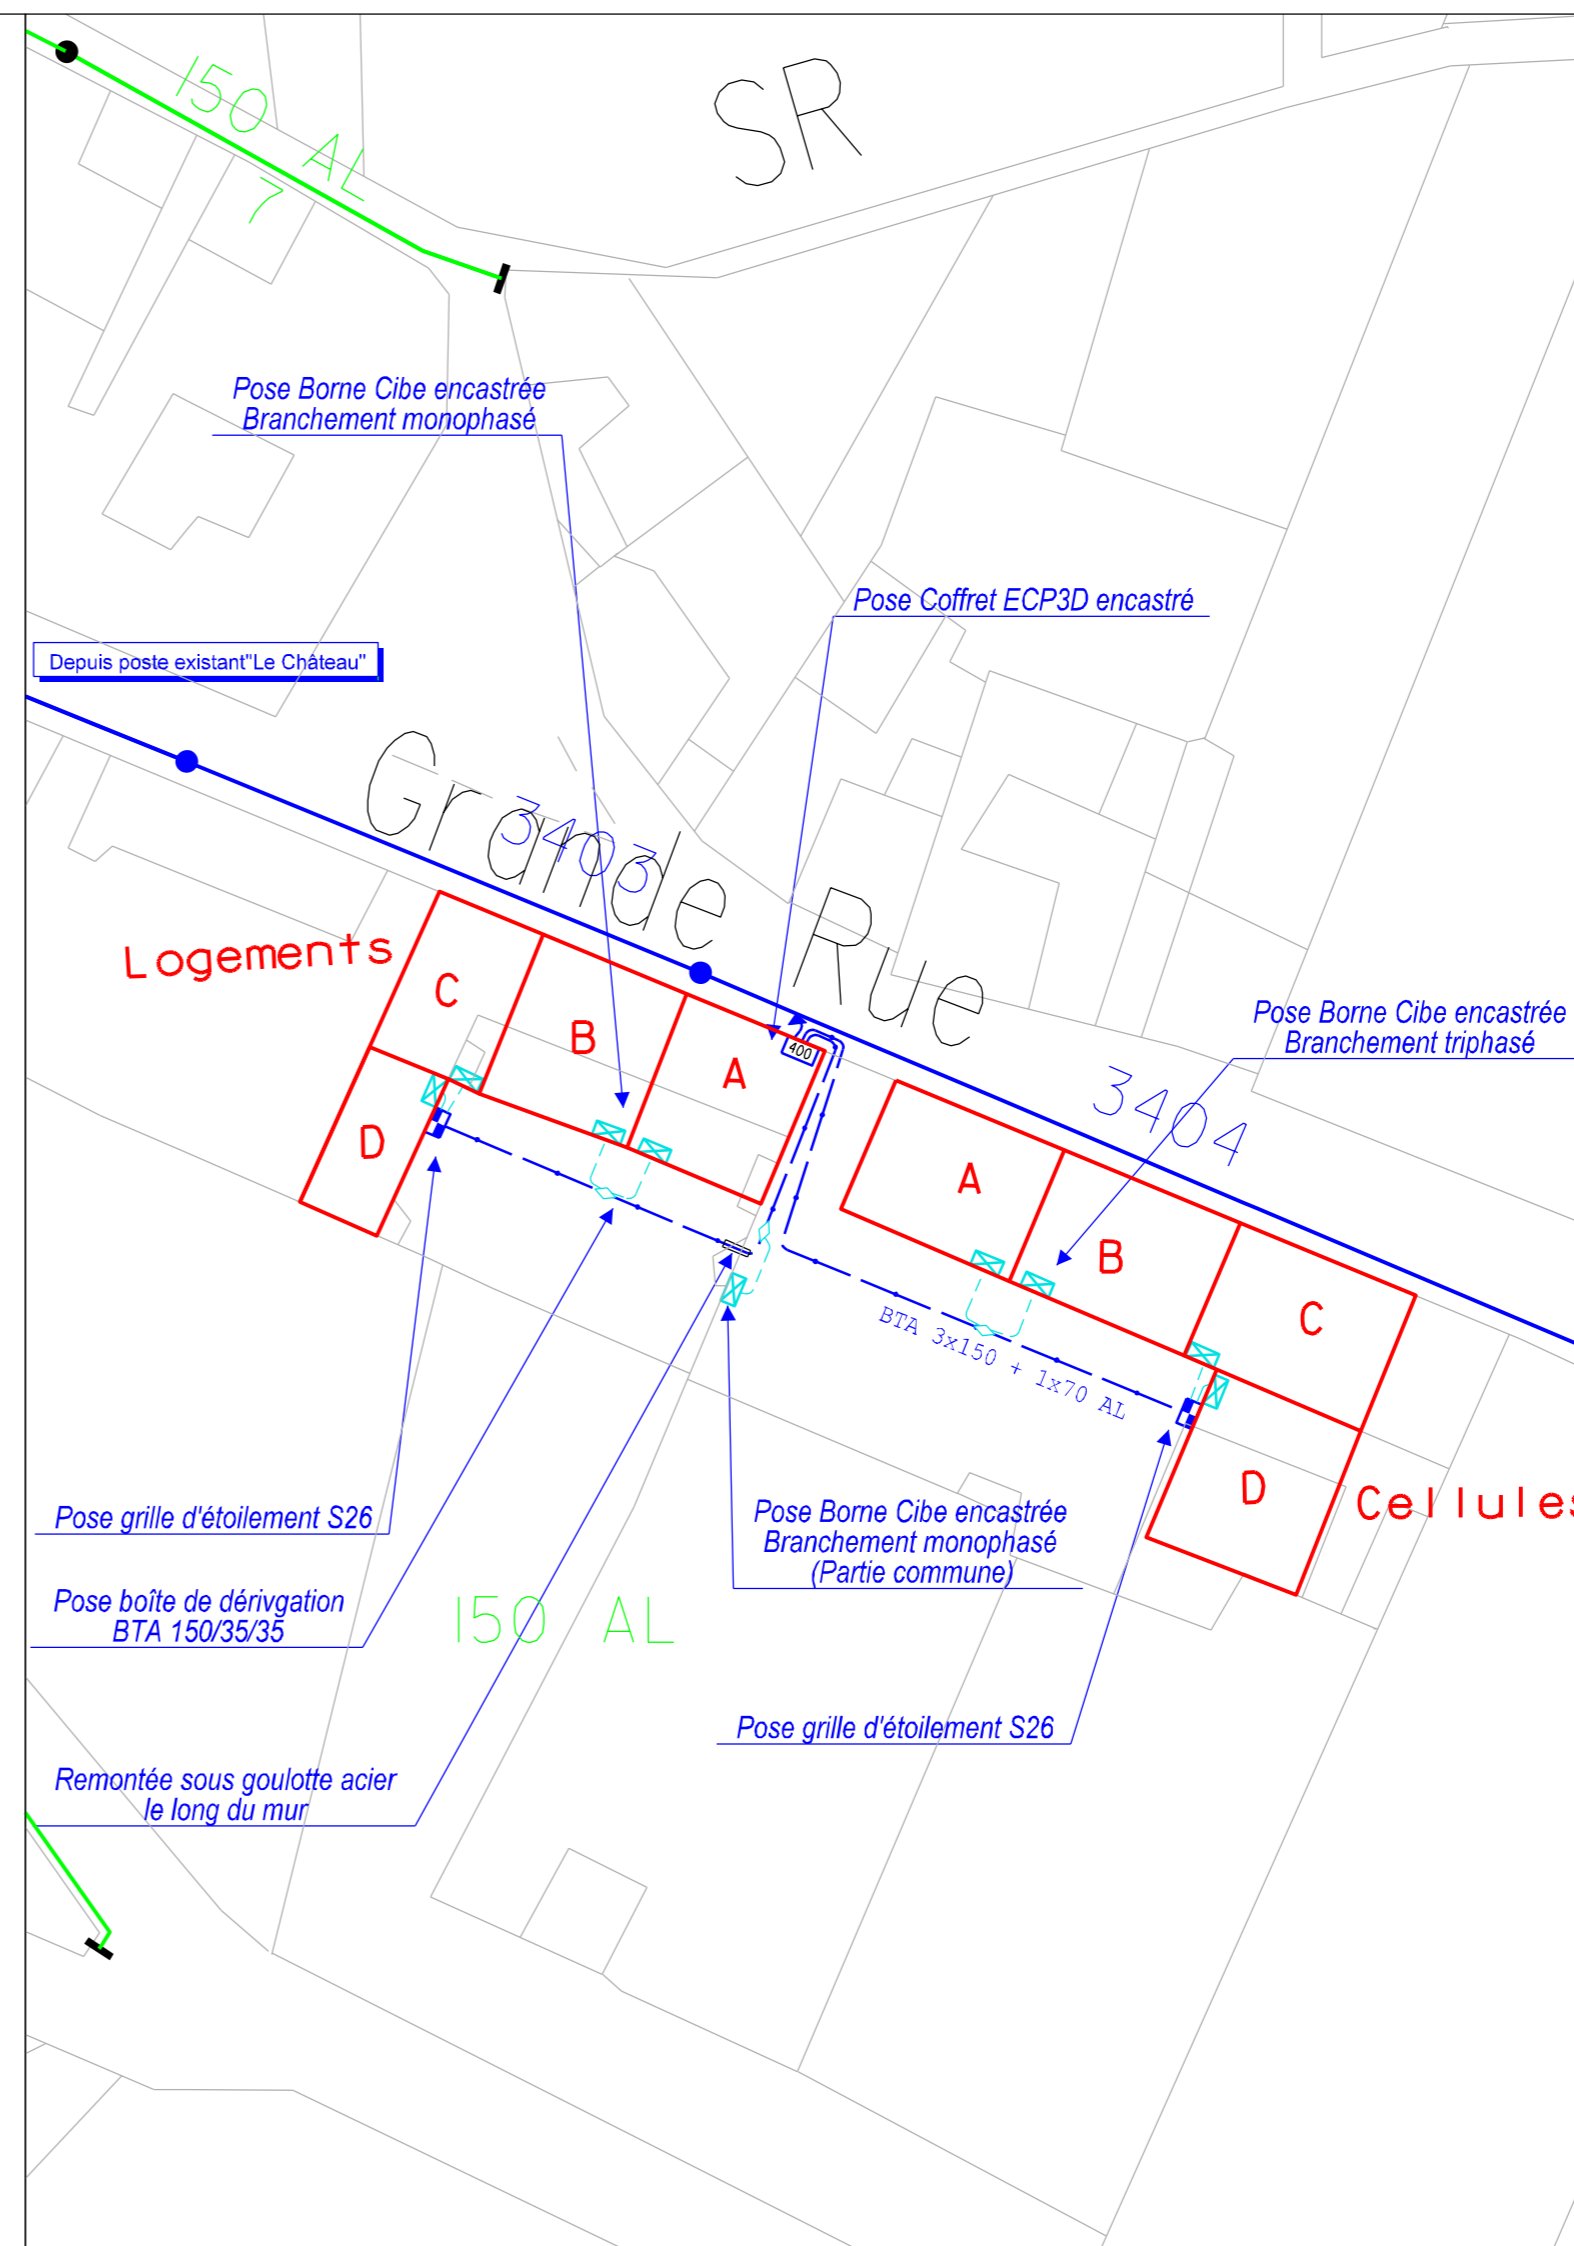 150 AL
7
SR
Pose Borne Cibe encastrée
Branchement monophasé
Pose Coffret ECP3D encastré
Depuis poste existant"Le Château"
Grande Rue
3403
Logements
C
B
A
400
D
Pose Borne Cibe encastrée
Branchement triphasé
3404
A
B
C
D
BTA 3x150 + 1x70 AL
Cellules
Pose grille d'étoilement S26
Pose Borne Cibe encastrée
Branchement monophasé
(Partie commune)
Pose boîte de dérivgation
BTA 150/35/35
150 AL
Pose grille d'étoilement S26
Remontée sous goulotte acier
le long du mur